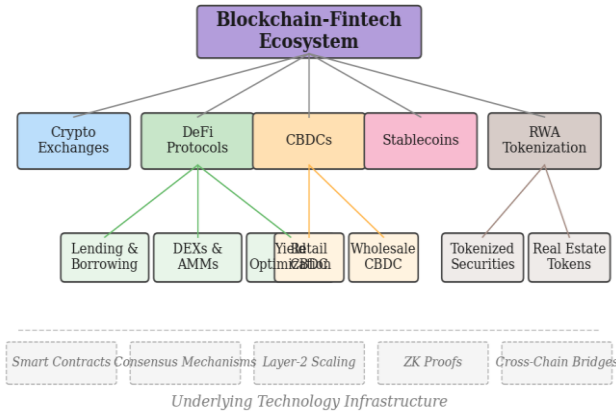 Blockchain-Fintech
Ecosystem
Crypto
Exchanges
DeFi
Protocols
CBDCs
Stablecoins
RWA
Tokenization
Lending &
Borrowing
DEXs &
AMMs
Yield
Optimization
Retail
CBDC
Wholesale
CBDC
Tokenized
Securities
Real Estate
Tokens
Smart Contracts
Consensus Mechanisms
Layer-2 Scaling
ZK Proofs
Cross-Chain Bridges
Underlying Technology Infrastructure